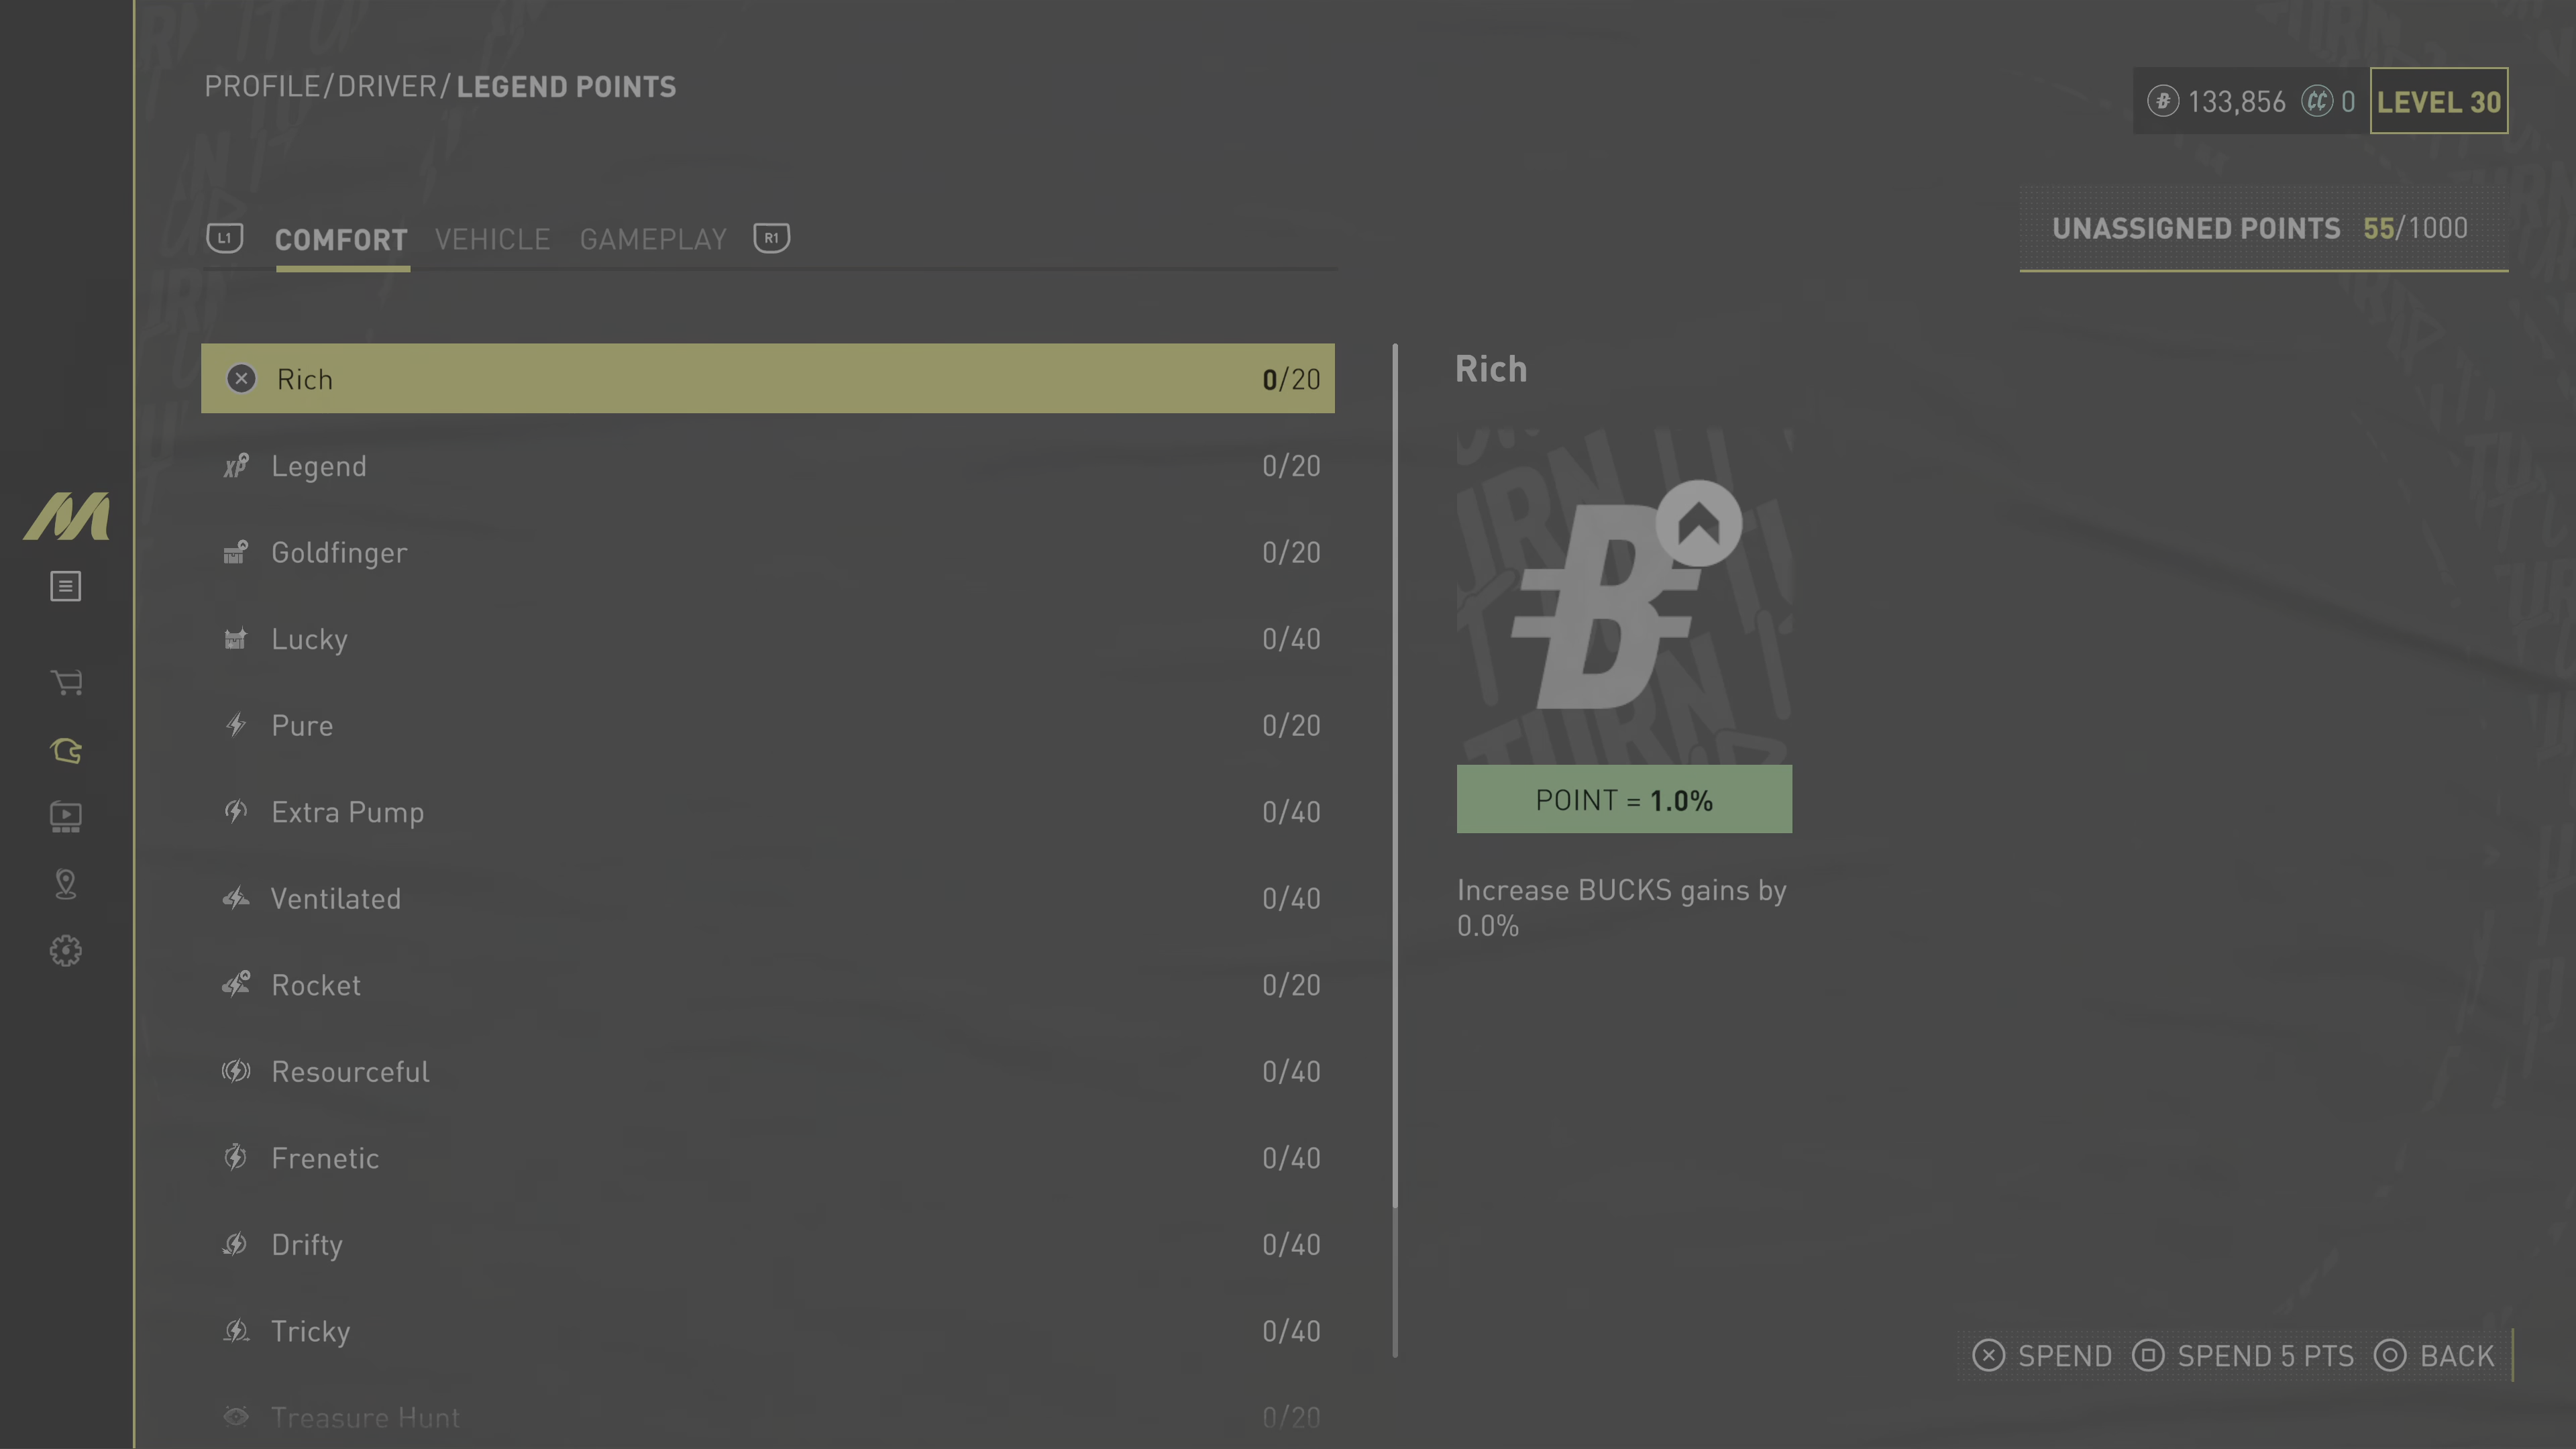 PROFILE/DRIVER/LEGEND POINTS
133,856 0 LEVEL 30
L1 COMFORT VEHICLE GAMEPLAY R1
UNASSIGNED POINTS 55/1000
Rich 0/20
Legend 0/20
Goldfinger 0/20
Lucky 0/40
Pure 0/20
Extra Pump 0/40
Ventilated 0/40
Rocket 0/20
Resourceful 0/40
Frenetic 0/40
Drifty 0/40
Tricky 0/40
Treasure Hunt 0/20
Rich
POINT = 1.0%
Increase BUCKS gains by
0.0%
SPEND SPEND 5 PTS BACK